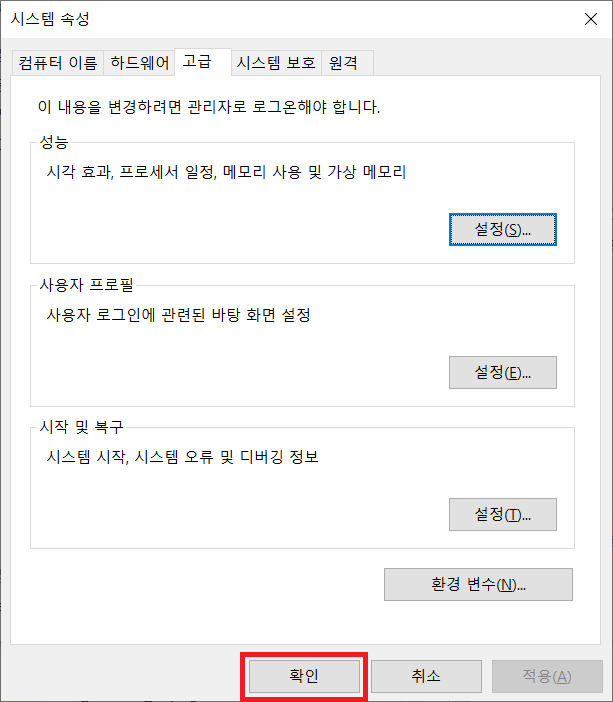 시스템 속성
컴퓨터 이름 하드웨어 고급 시스템 보호 원격
이 내용을 변경하려면 관리자로 로그온해야 합니다.
성능
시각 효과, 프로세서 일정, 메모리 사용 및 가상 메모리
설정(S)...
사용자 프로필
사용자 로그인에 관련된 바탕 화면 설정
설정(E)...
시작 및 복구
시스템 시작, 시스템 오류 및 디버깅 정보
설정(T)...
환경 변수(N)...
확인 취소 적용(A)